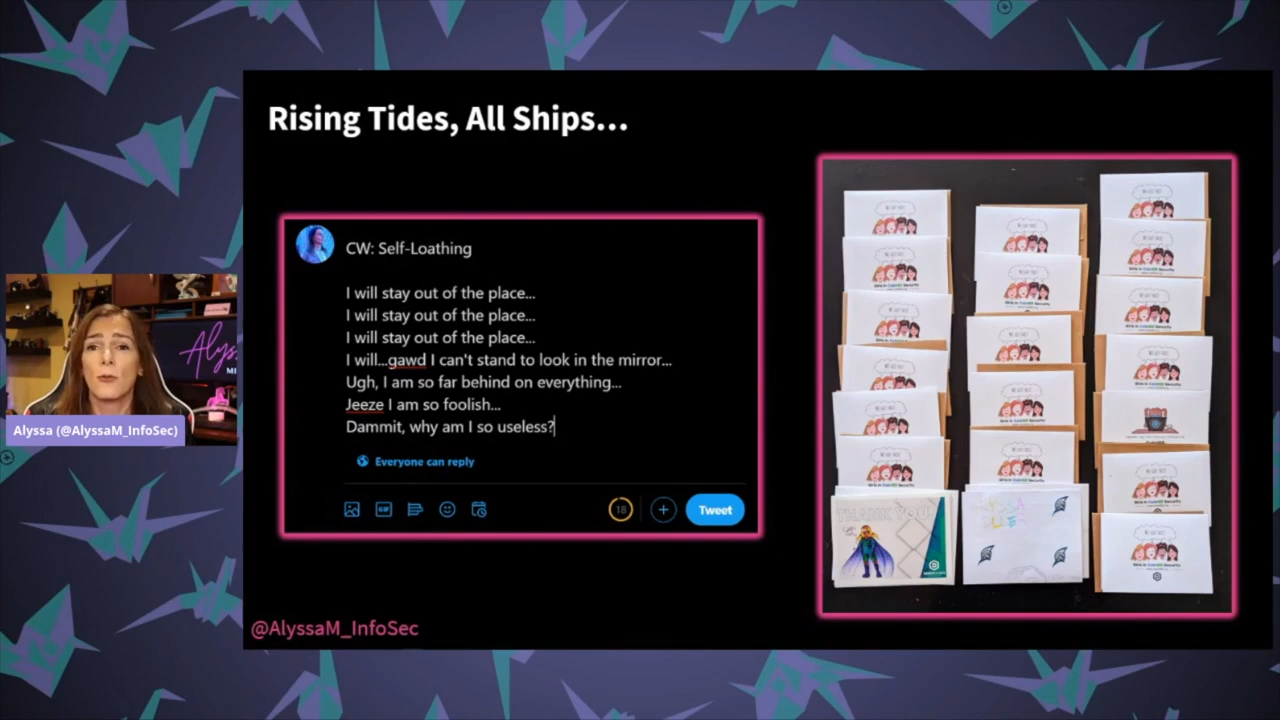 Rising Tides, All Ships...
CW: Self-Loathing
I will stay out of the place...
I will stay out of the place...
I will stay out of the place...
I will...gawd I can't stand to look in the mirror...
Ugh, I am so far behind on everything...
Jeeze I am so foolish...
Dammit, why am I so useless?
Everyone can reply
GIF
18
Tweet
Alys
Alyssa (@AlyssaM_InfoSec)
THANK YOU!
@AlyssaM_InfoSec